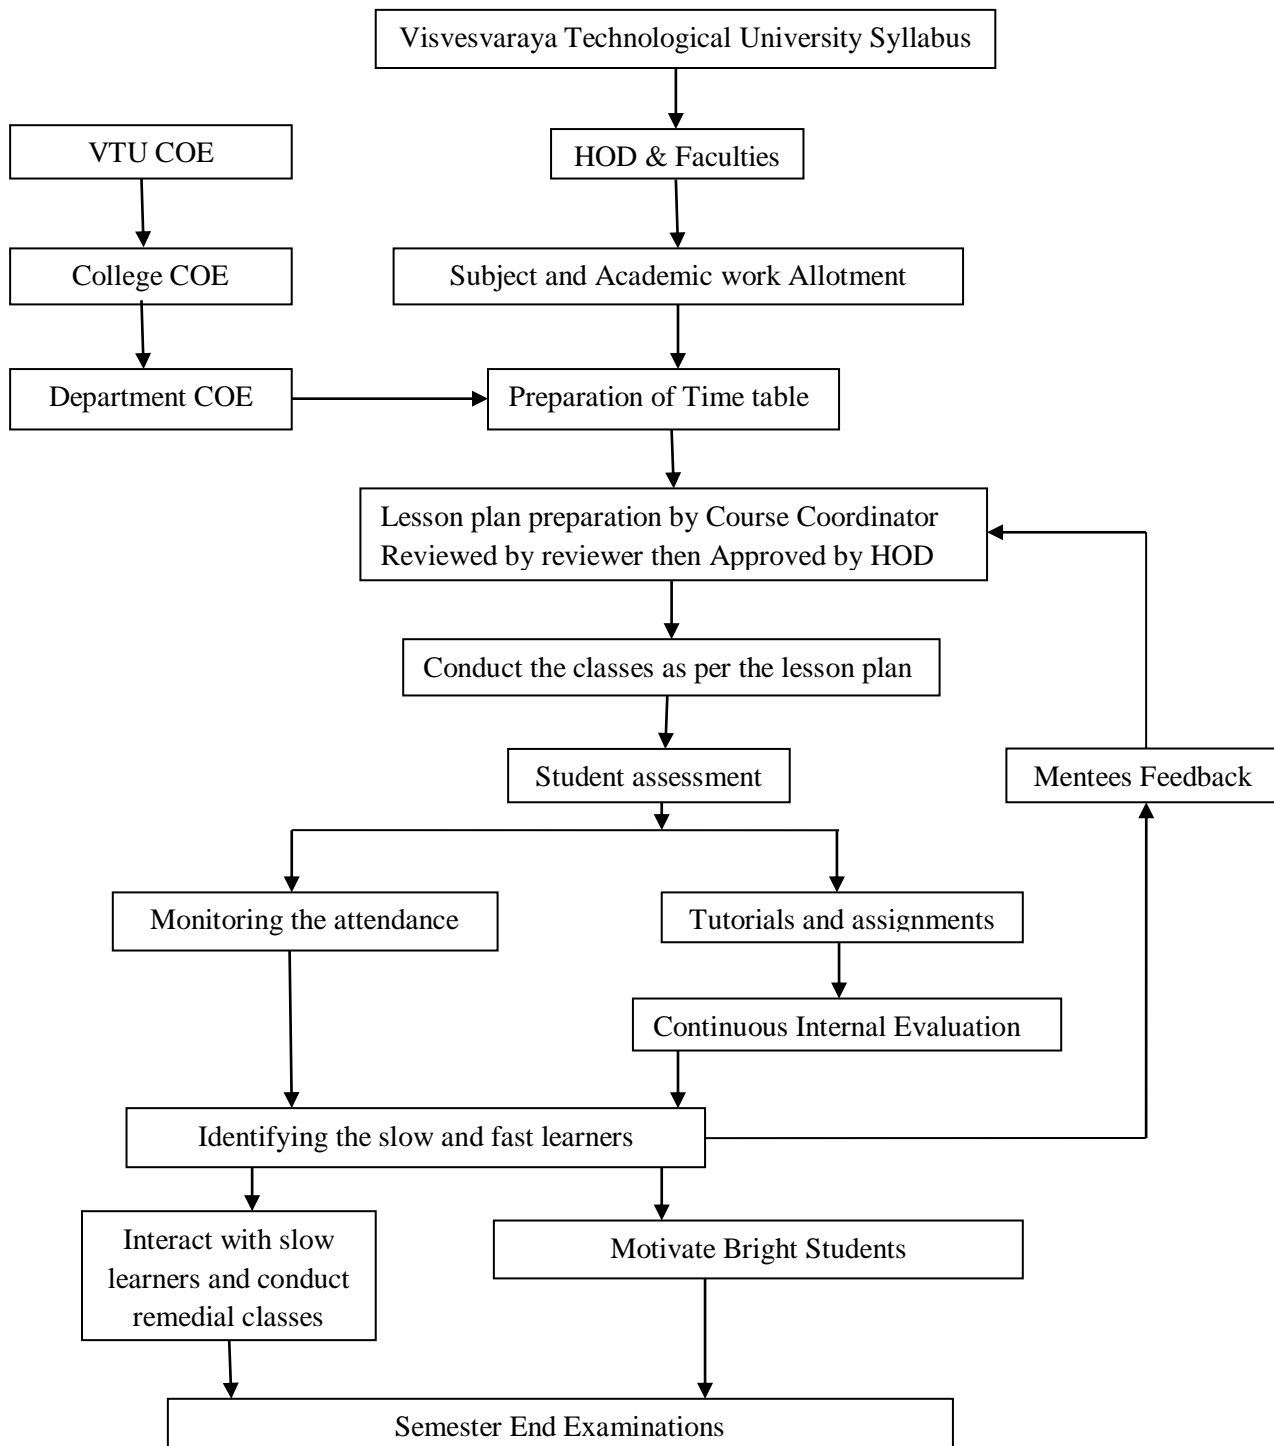 Visvesvaraya Technological University Syllabus
VTU COE
HOD & Faculties
College COE
Subject and Academic work Allotment
Department COE
Preparation of Time table
Lesson plan preparation by Course Coordinator
Reviewed by reviewer then Approved by HOD
Conduct the classes as per the lesson plan
Student assessment
Mentees Feedback
Monitoring the attendance
Tutorials and assignments
Continuous Internal Evaluation
Identifying the slow and fast learners
Interact with slow
learners and conduct
remedial classes
Motivate Bright Students
Semester End Examinations